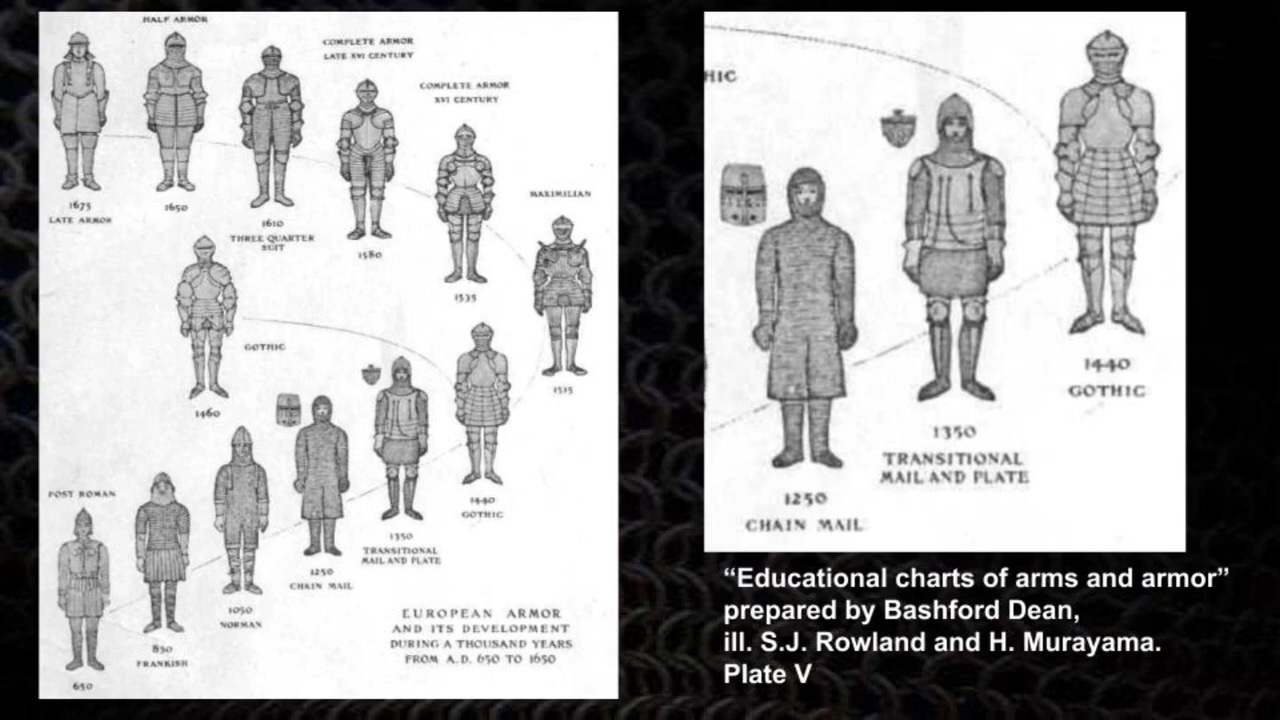 HALF ARMOR
COMPLETE ARMOR
LATE XVI CENTURY
COMPLETE ARMOR
XVI CENTURY
MAXIMILIAN
1675
LATE ARMOR
1650
1610
THREE QUARTER
SUIT
1580
1535
1515
GOTHIC
1460
1440
GOTHIC
1350
TRANSITIONAL
MAIL AND PLATE
1250
CHAIN MAIL
1050
NORMAN
850
FRANKISH
POST ROMAN
650
EUROPEAN ARMOR
AND ITS DEVELOPMENT
DURING A THOUSAND YEARS
FROM A.D. 650 TO 1650
HIC
1440
GOTHIC
1350
TRANSITIONAL
MAIL AND PLATE
1250
CHAIN MAIL
“Educational charts of arms and armor”
prepared by Bashford Dean,
ill. S.J. Rowland and H. Murayama.
Plate V